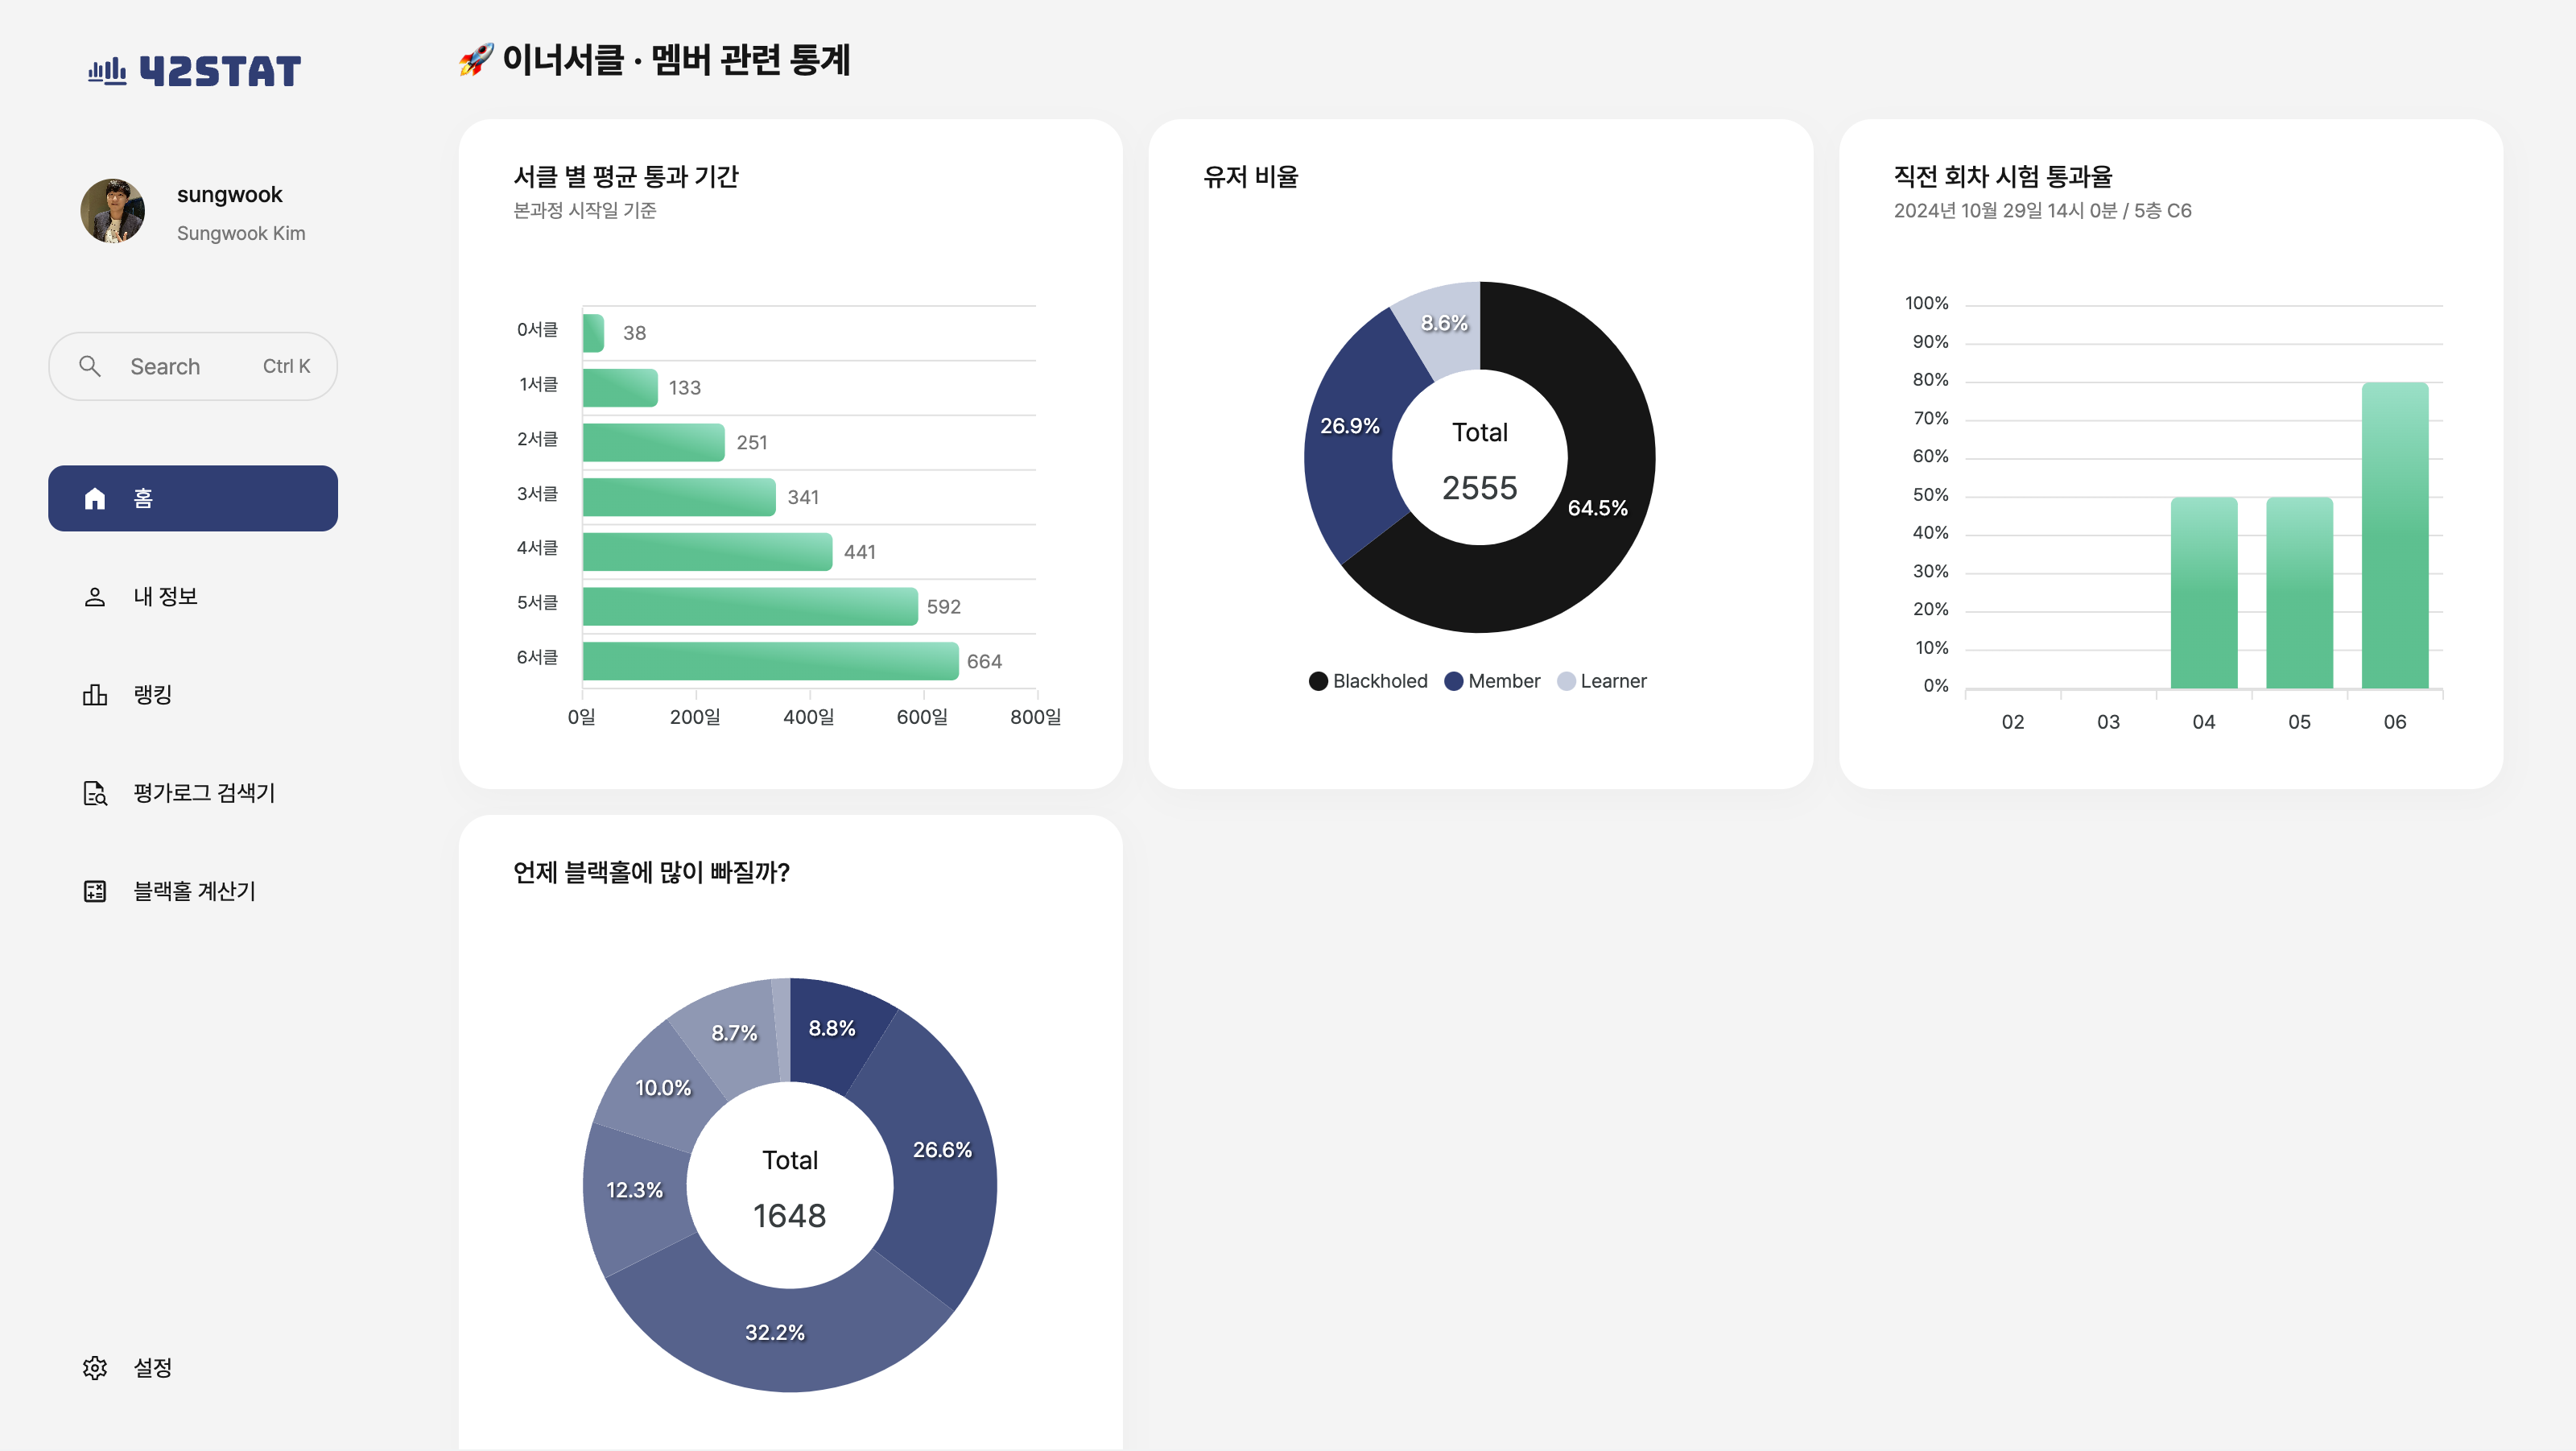 42STAT
sungwook
Sungwook Kim
Search Ctrl K
홈
내 정보
랭킹
평가로그 검색기
블랙홀 계산기
설정
🚀 이너서클 · 멤버 관련 통계
서클 별 평균 통과 기간
본과정 시작일 기준
0서클 38
1서클 133
2서클 251
3서클 341
4서클 441
5서클 592
6서클 664
0일 200일 400일 600일 800일
유저 비율
8.6%
26.9%
64.5%
Total
2555
Blackholed Member Learner
직전 회차 시험 통과율
2024년 10월 29일 14시 0분 / 5층 C6
100%
90%
80%
70%
60%
50%
40%
30%
20%
10%
0%
02 03 04 05 06
언제 블랙홀에 많이 빠질까?
8.7% 8.8%
10.0%
26.6%
12.3%
Total
1648
32.2%